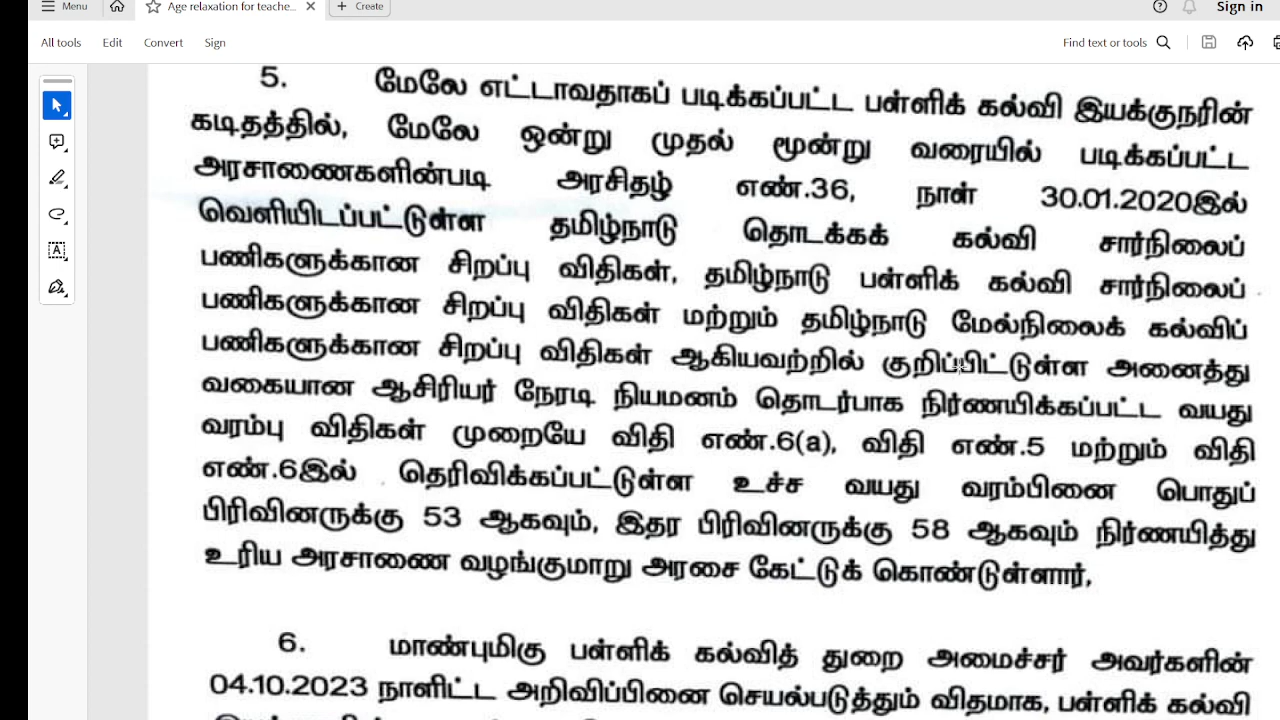 Menu
Age relaxation for teache...
Create
Sign in
All tools Edit Convert Sign
Find text or tools
5. மேலே எட்டாவதாகப் படிக்கப்பட்ட பள்ளிக் கல்வி இயக்குநரின்
கடிதத்தில், மேலே ஒன்று முதல் மூன்று வரையில் படிக்கப்பட்ட
அரசாணைகளின்படி அரசிதழ் எண்.36, நாள் 30.01.2020இல்
வெளியிடப்பட்டுள்ள தமிழ்நாடு தொடக்கக் கல்வி சார்நிலைப்
பணிகளுக்கான சிறப்பு விதிகள், தமிழ்நாடு பள்ளிக் கல்வி சார்நிலைப்
பணிகளுக்கான சிறப்பு விதிகள் மற்றும் தமிழ்நாடு மேல்நிலைக் கல்விப்
பணிகளுக்கான சிறப்பு விதிகள் ஆகியவற்றில் குறிப்பிட்டுள்ள அனைத்து
வகையான ஆசிரியர் நேரடி நியமனம் தொடர்பாக நிர்ணயிக்கப்பட்ட வயது
வரம்பு விதிகள் முறையே விதி எண்.6(a), விதி எண்.5 மற்றும் விதி
எண்.6இல் தெரிவிக்கப்பட்டுள்ள உச்ச வயது வரம்பினை பொதுப்
பிரிவினருக்கு 53 ஆகவும், இதர பிரிவினருக்கு 58 ஆகவும் நிர்ணயித்து
உரிய அரசாணை வழங்குமாறு அரசை கேட்டுக் கொண்டுள்ளார்,
6. மாண்புமிகு பள்ளிக் கல்வித் துறை அமைச்சர் அவர்களின்
04.10.2023 நாளிட்ட அறிவிப்பினை செயல்படுத்தும் விதமாக, பள்ளிக் கல்வி